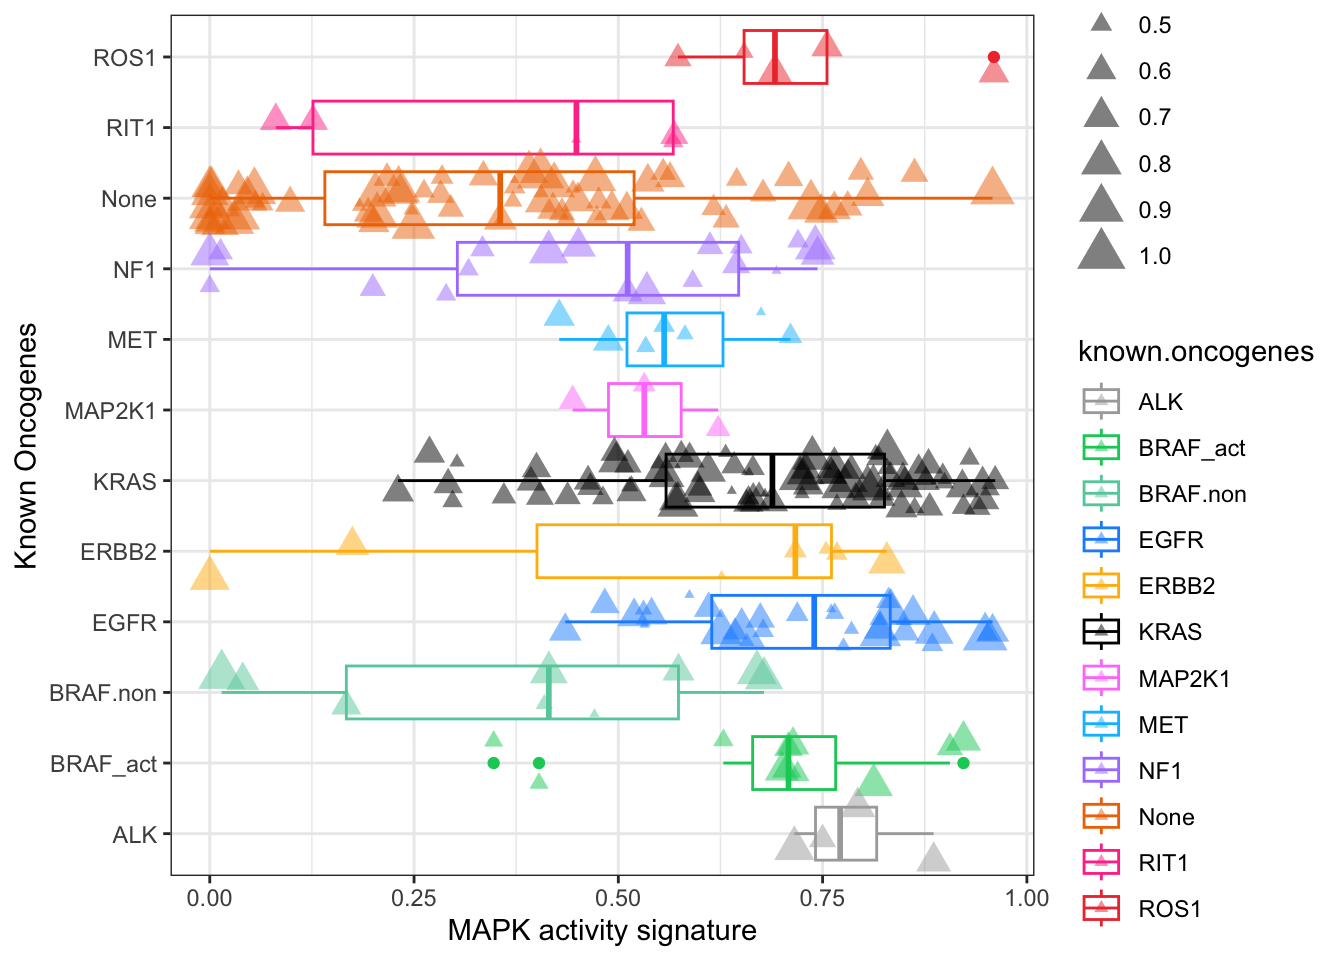 ROS1
RIT1
None
NF1
MET
MAP2K1
KRAS
ERBB2
EGFR
BRAF.non
BRAF_act
ALK
Known Oncogenes
0.00 0.25 0.50 0.75 1.00
MAPK activity signature
0.5
0.6
0.7
0.8
0.9
1.0
known.oncogenes
ALK
BRAF_act
BRAF.non
EGFR
ERBB2
KRAS
MAP2K1
MET
NF1
None
RIT1
ROS1